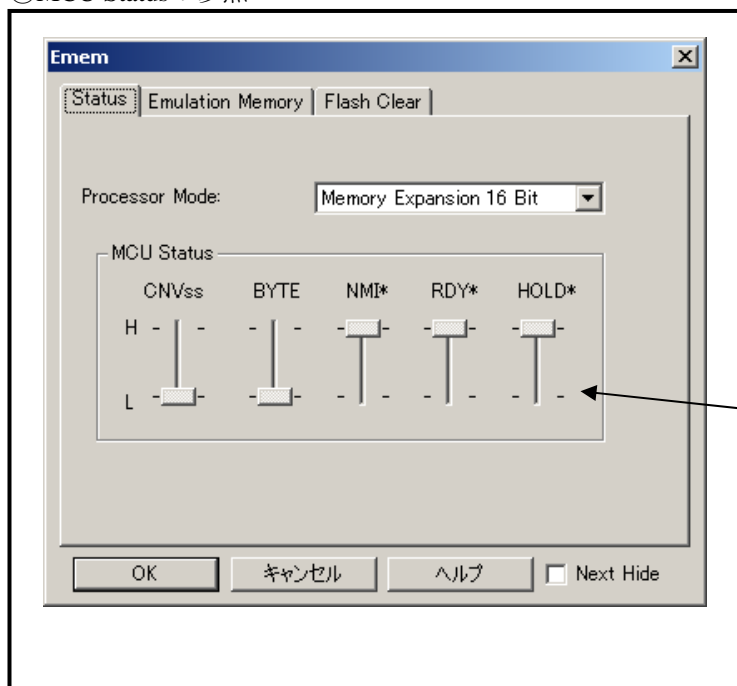 Emem
Status Emulation Memory Flash Clear
Processor Mode: Memory Expansion 16 Bit
MCU Status
CNVss BYTE NMI* RDY* HOLD*
H
L
OK キャンセル ヘルプ Next Hide